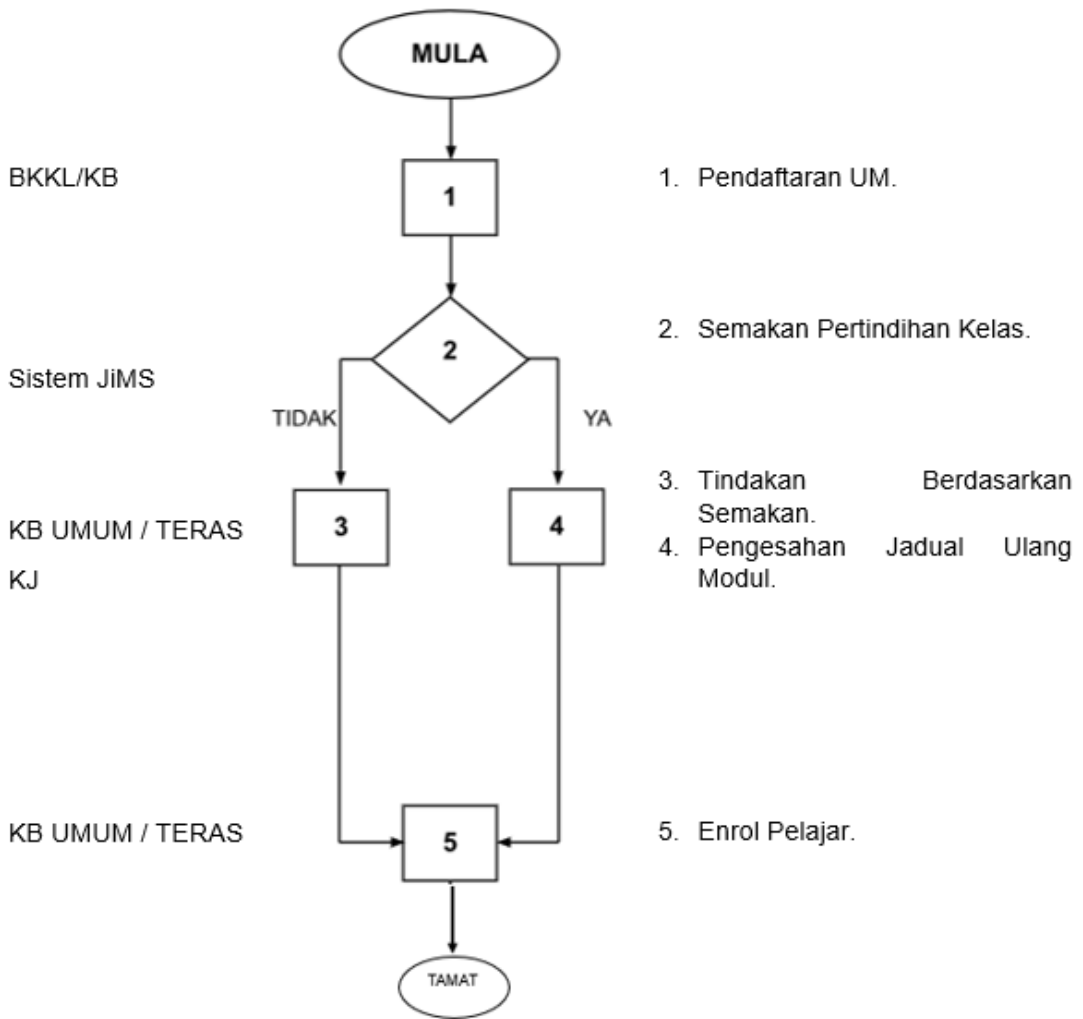 MULA
BKKL/KB
1
1. Pendaftaran UM.
2
2. Semakan Pertindihan Kelas.
Sistem JiMS
TIDAK
YA
KB UMUM / TERAS
KJ
3
4
3. Tindakan Berdasarkan
Semakan.
4. Pengesahan Jadual Ulang
Modul.
KB UMUM / TERAS
5
5. Enrol Pelajar.
TAMAT